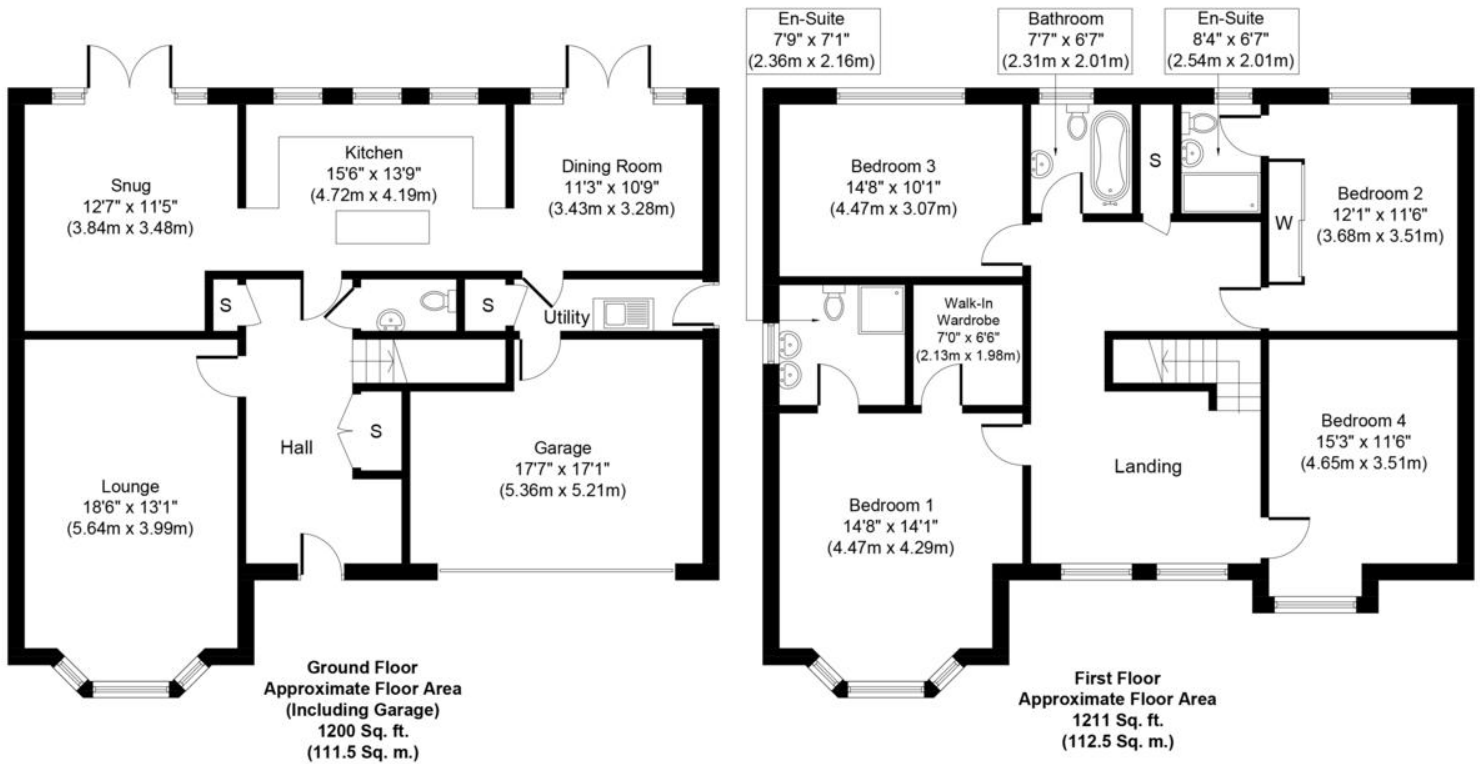 Snug
12'7" x 11'5"
(3.84m x 3.48m)
Kitchen
15'6" x 13'9"
(4.72m x 4.19m)
Dining Room
11'3" x 10'9"
(3.43m x 3.28m)
S
S
Utility
Lounge
18'6" x 13'1"
(5.64m x 3.99m)
Hall
S
Garage
17'7" x 17'1"
(5.36m x 5.21m)
Ground Floor
Approximate Floor Area
(Including Garage)
1200 Sq. ft.
(111.5 Sq. m.)
En-Suite
7'9" x 7'1"
(2.36m x 2.16m)
Bathroom
7'7" x 6'7"
(2.31m x 2.01m)
En-Suite
8'4" x 6'7"
(2.54m x 2.01m)
Bedroom 3
14'8" x 10'1"
(4.47m x 3.07m)
S
W
Bedroom 2
12'1" x 11'6"
(3.68m x 3.51m)
Walk-In
Wardrobe
7'0" x 6'6"
(2.13m x 1.98m)
Bedroom 1
14'8" x 14'1"
(4.47m x 4.29m)
Landing
Bedroom 4
15'3" x 11'6"
(4.65m x 3.51m)
First Floor
Approximate Floor Area
1211 Sq. ft.
(112.5 Sq. m.)